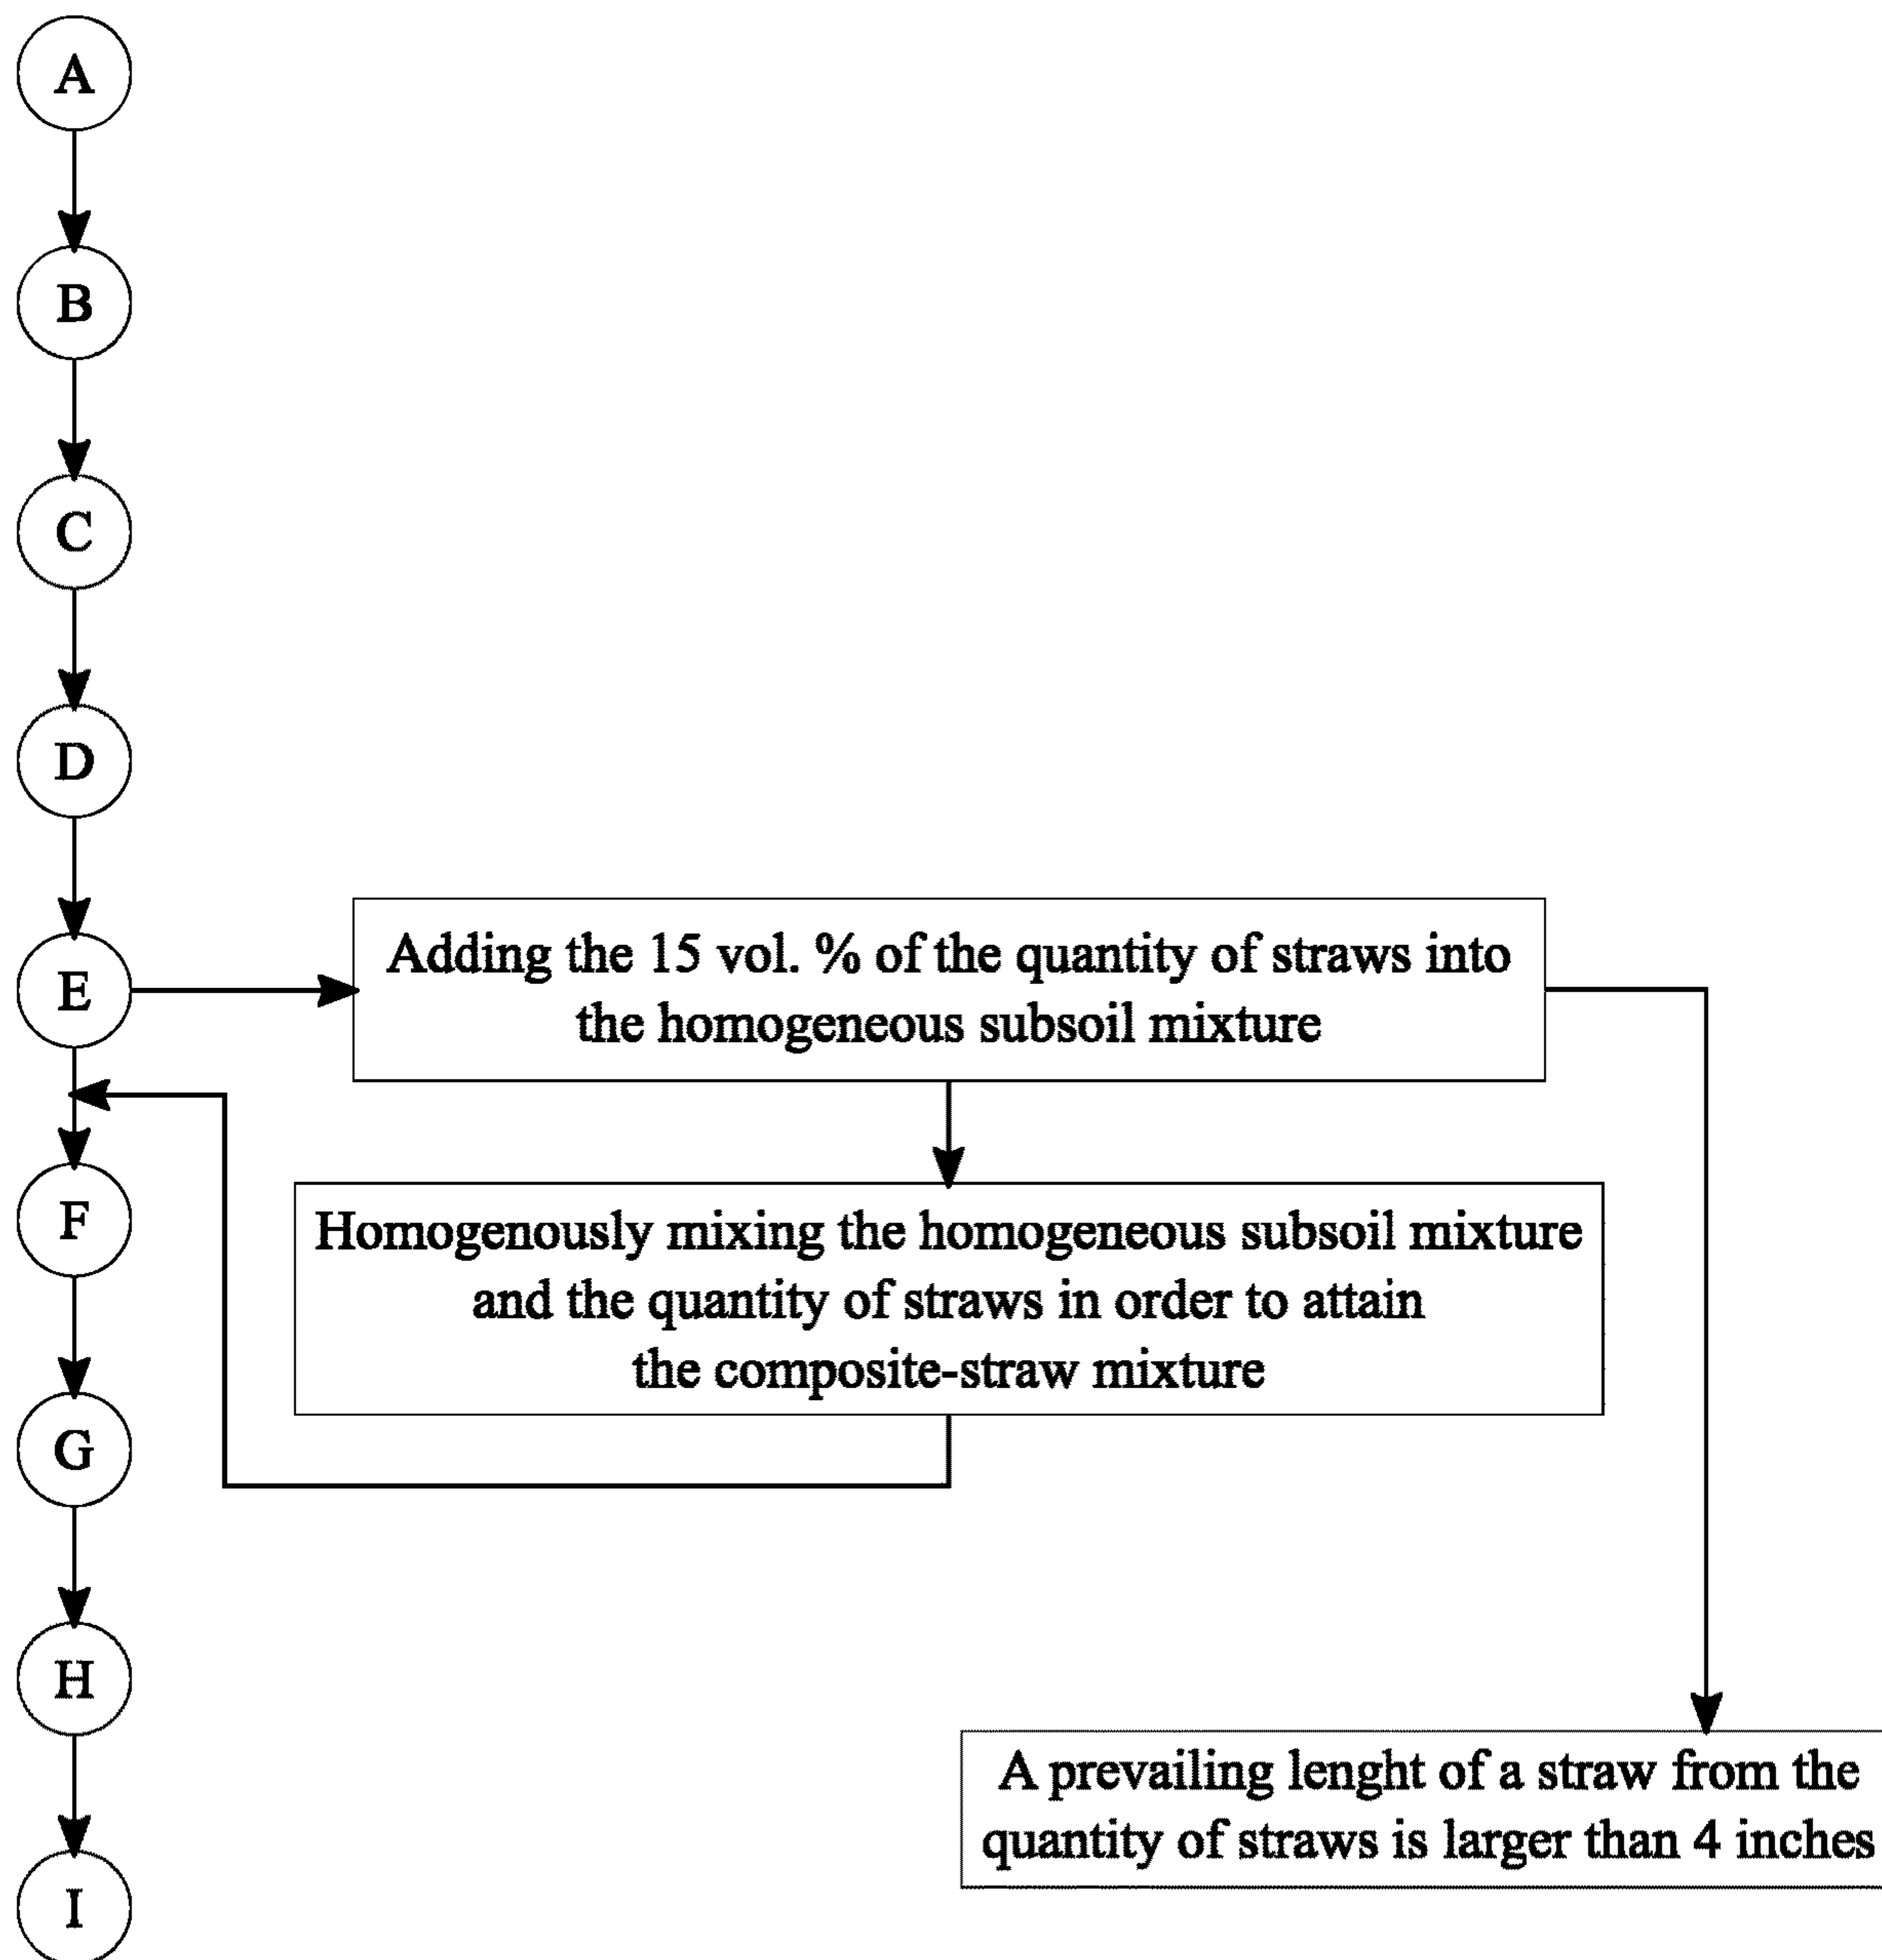 A
B
C
D
E
Adding the 15 vol. % of the quantity of straws into
the homogeneous subsoil mixture
F
Homogenously mixing the homogeneous subsoil mixture
and the quantity of straws in order to attain
the composite-straw mixture
G
H
A prevailing lenght of a straw from the
quantity of straws is larger than 4 inches
I